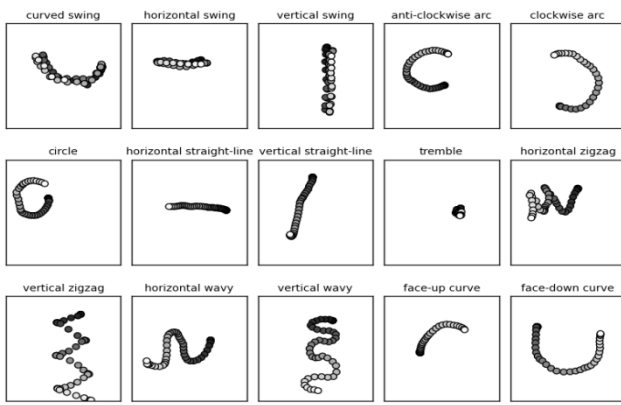 curved swing horizontal swing vertical swing anti-clockwise arc clockwise arc
circle horizontal straight-line vertical straight-line tremble horizontal zigzag
vertical zigzag horizontal wavy vertical wavy face-up curve face-down curve